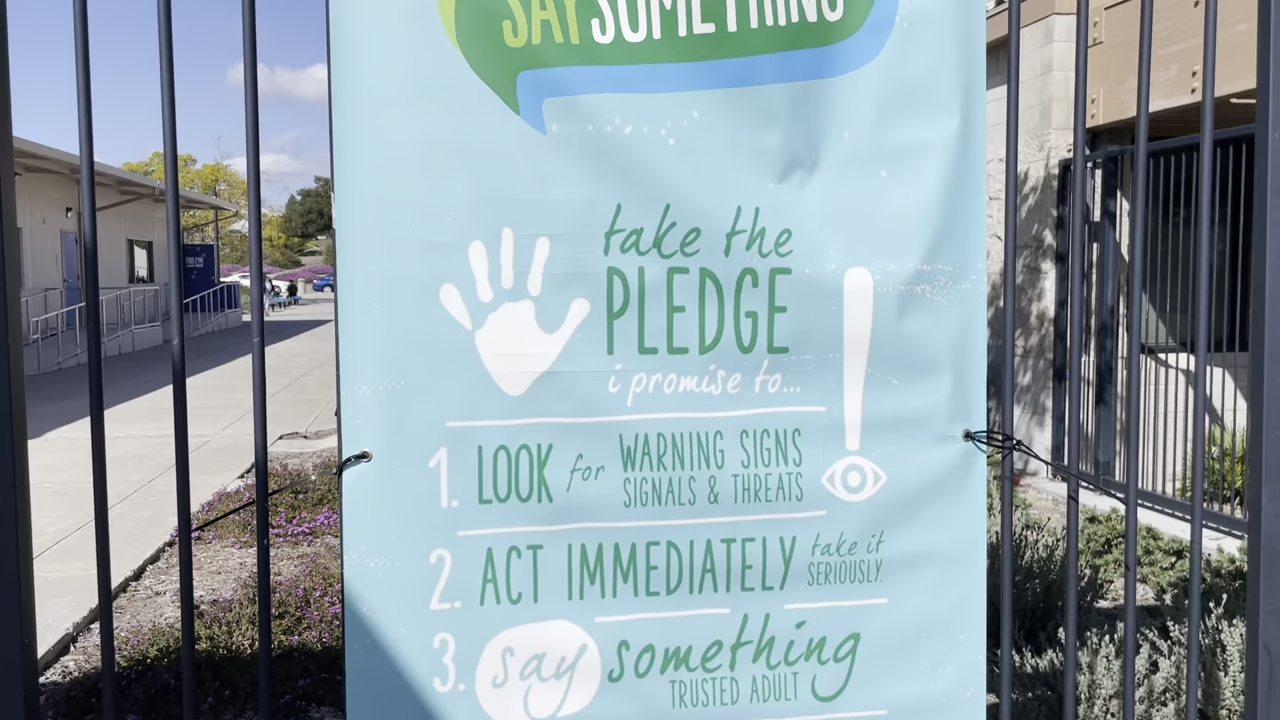 SAY SOMETHING
take the
PLEDGE
i promise to...
1. LOOK for WARNING SIGNS
SIGNALS & THREATS
2. ACT IMMEDIATELY take it
SERIOUSLY.
3. say something
TRUSTED ADULT